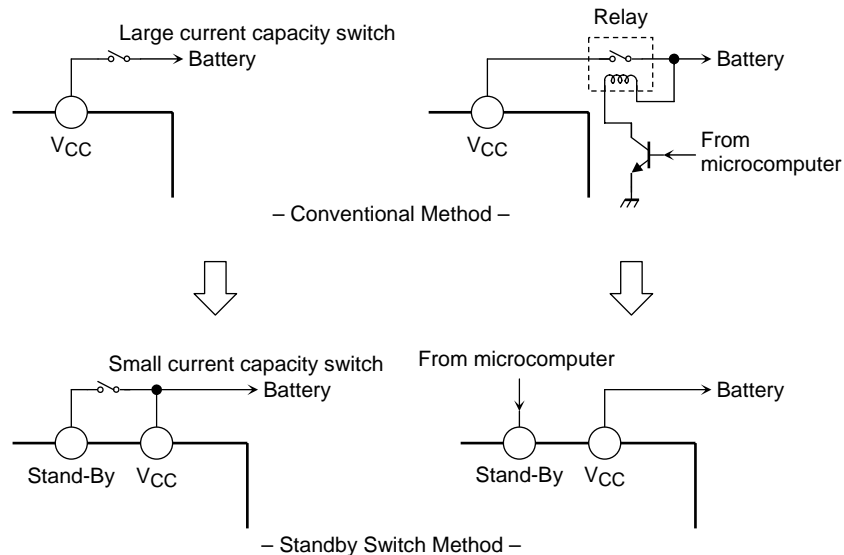 Large current capacity switch
Battery
VCC
Relay
Battery
VCC
From
microcomputer
– Conventional Method –
Small current capacity switch
Battery
Stand-By
VCC
From microcomputer
Battery
Stand-By
VCC
– Standby Switch Method –